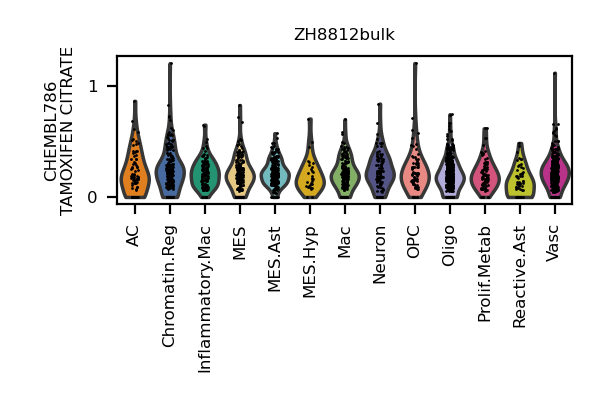 ZH8812bulk
CHEMBL786
TAMOXIFEN CITRATE
1
0
AC
Chromatin.Reg
Inflammatory.Mac
MES
MES.Ast
MES.Hyp
Mac
Neuron
OPC
Oligo
Prolif.Metab
Reactive.Ast
Vasc